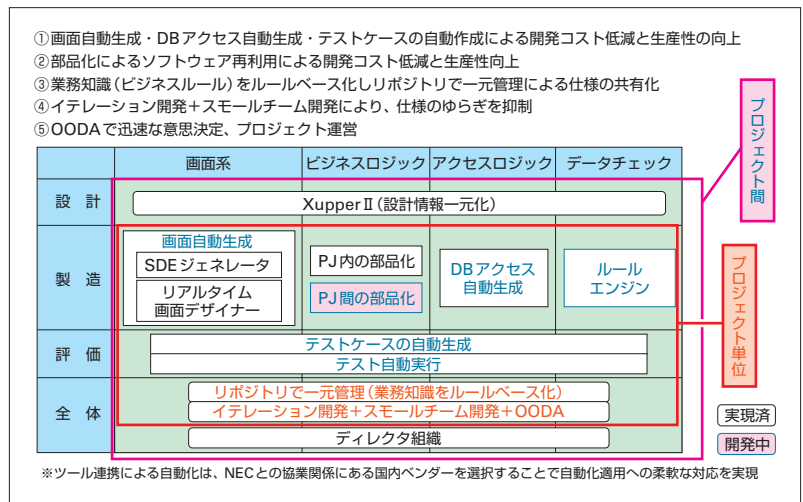 ①画面自動生成・DBアクセス自動生成・テストケースの自動作成による開発コスト低減と生産性の向上
②部品化によるソフトウェア再利用による開発コスト低減と生産性向上
③業務知識(ビジネスルール)をルールベース化しリポジトリで一元管理による仕様の共有化
④イテレーション開発+スモールチーム開発により、仕様のゆらぎを抑制
⑤OODAで迅速な意思決定、プロジェクト運営
プロジェクト間
画面系 ビジネスロジック アクセスロジック データチェック
設 計
XupperⅡ(設計情報一元化)
製 造
画面自動生成
SDEジェネレータ
リアルタイム
画面デザイナー
PJ内の部品化
PJ間の部品化
DBアクセス
自動生成
ルール
エンジン
プロジェクト単位
評 価
テストケースの自動生成
テスト自動実行
全 体
リポジトリで一元管理(業務知識をルールベース化)
イテレーション開発+スモールチーム開発+OODA
ディレクタ組織
実現済
開発中
※ツール連携による自動化は、NECとの協業関係にある国内ベンダーを選択することで自動化適用への柔軟な対応を実現